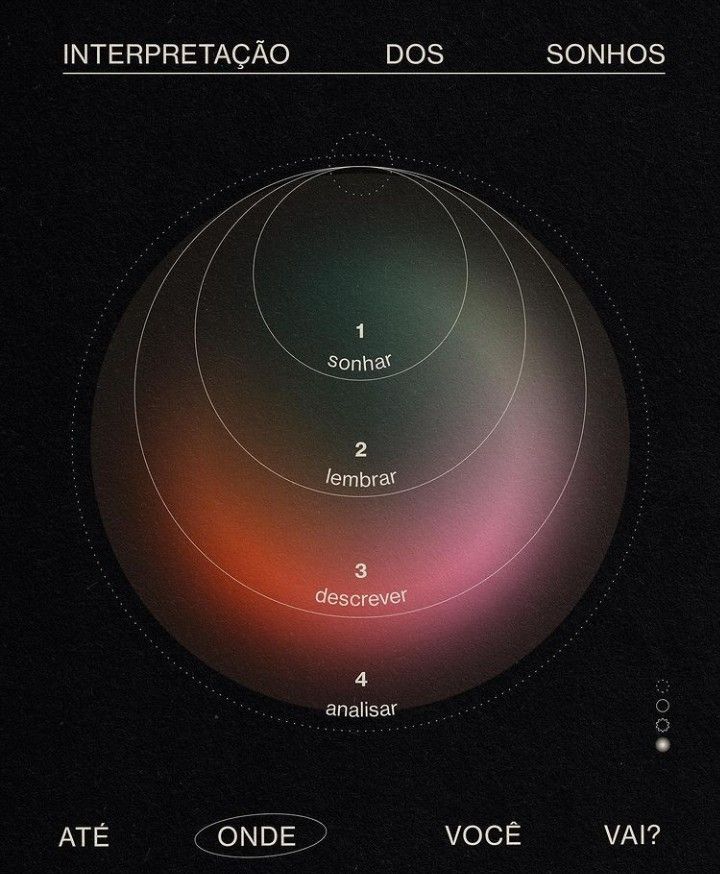 INTERPRETAÇÃO DOS SONHOS
1
sonhar
2
lembrar
3
descrever
4
analisar
ATÉ ONDE VOCÊ VAI?